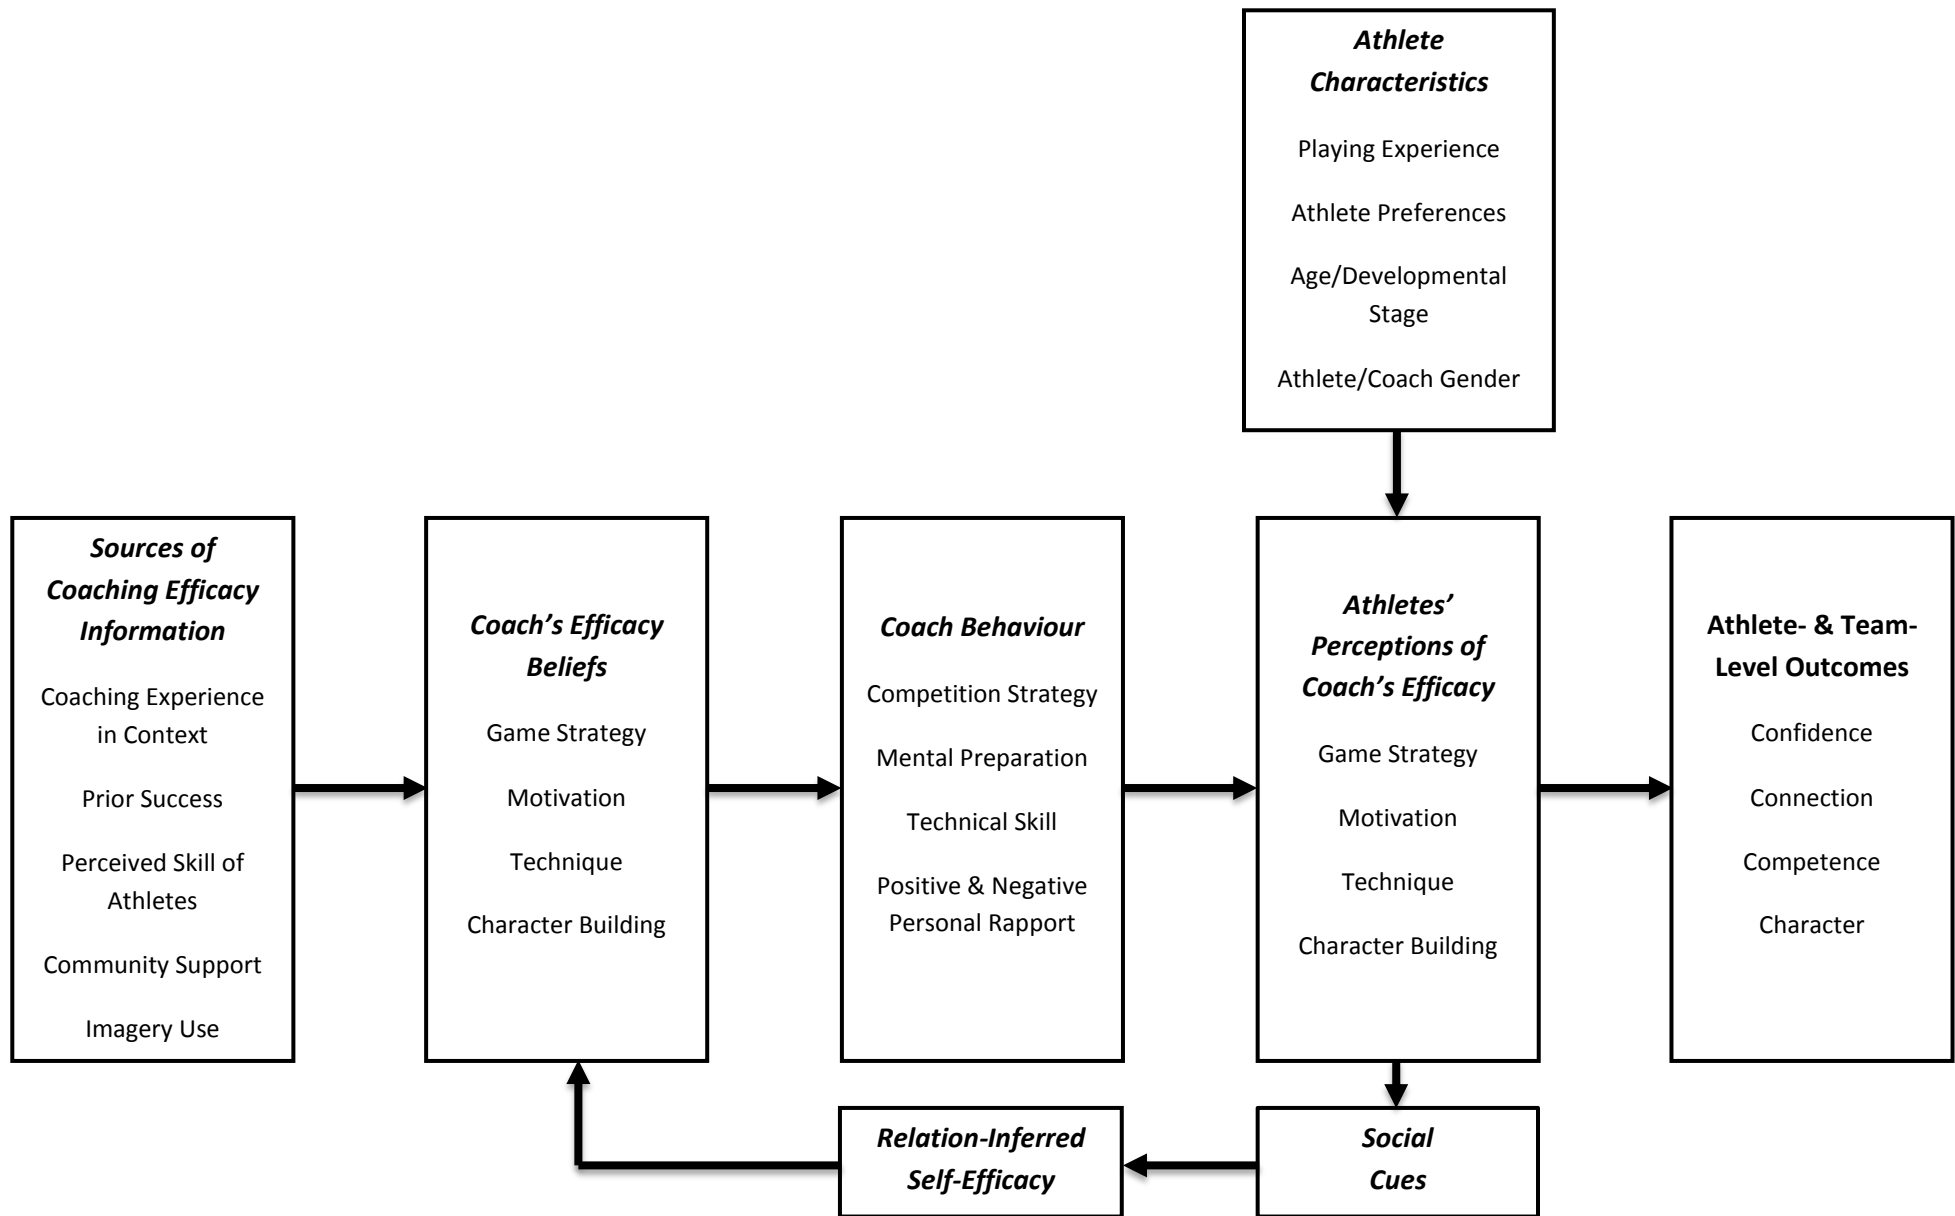 Athlete
Characteristics
Playing Experience
Athlete Preferences
Age/Developmental
Stage
Athlete/Coach Gender
Sources of
Coaching Efficacy
Information
Coaching Experience
in Context
Prior Success
Perceived Skill of
Athletes
Community Support
Imagery Use
Coach’s Efficacy
Beliefs
Game Strategy
Motivation
Technique
Character Building
Coach Behaviour
Competition Strategy
Mental Preparation
Technical Skill
Positive & Negative
Personal Rapport
Athletes’
Perceptions of
Coach’s Efficacy
Game Strategy
Motivation
Technique
Character Building
Athlete- & Team-
Level Outcomes
Confidence
Connection
Competence
Character
Relation-Inferred
Self-Efficacy
Social
Cues